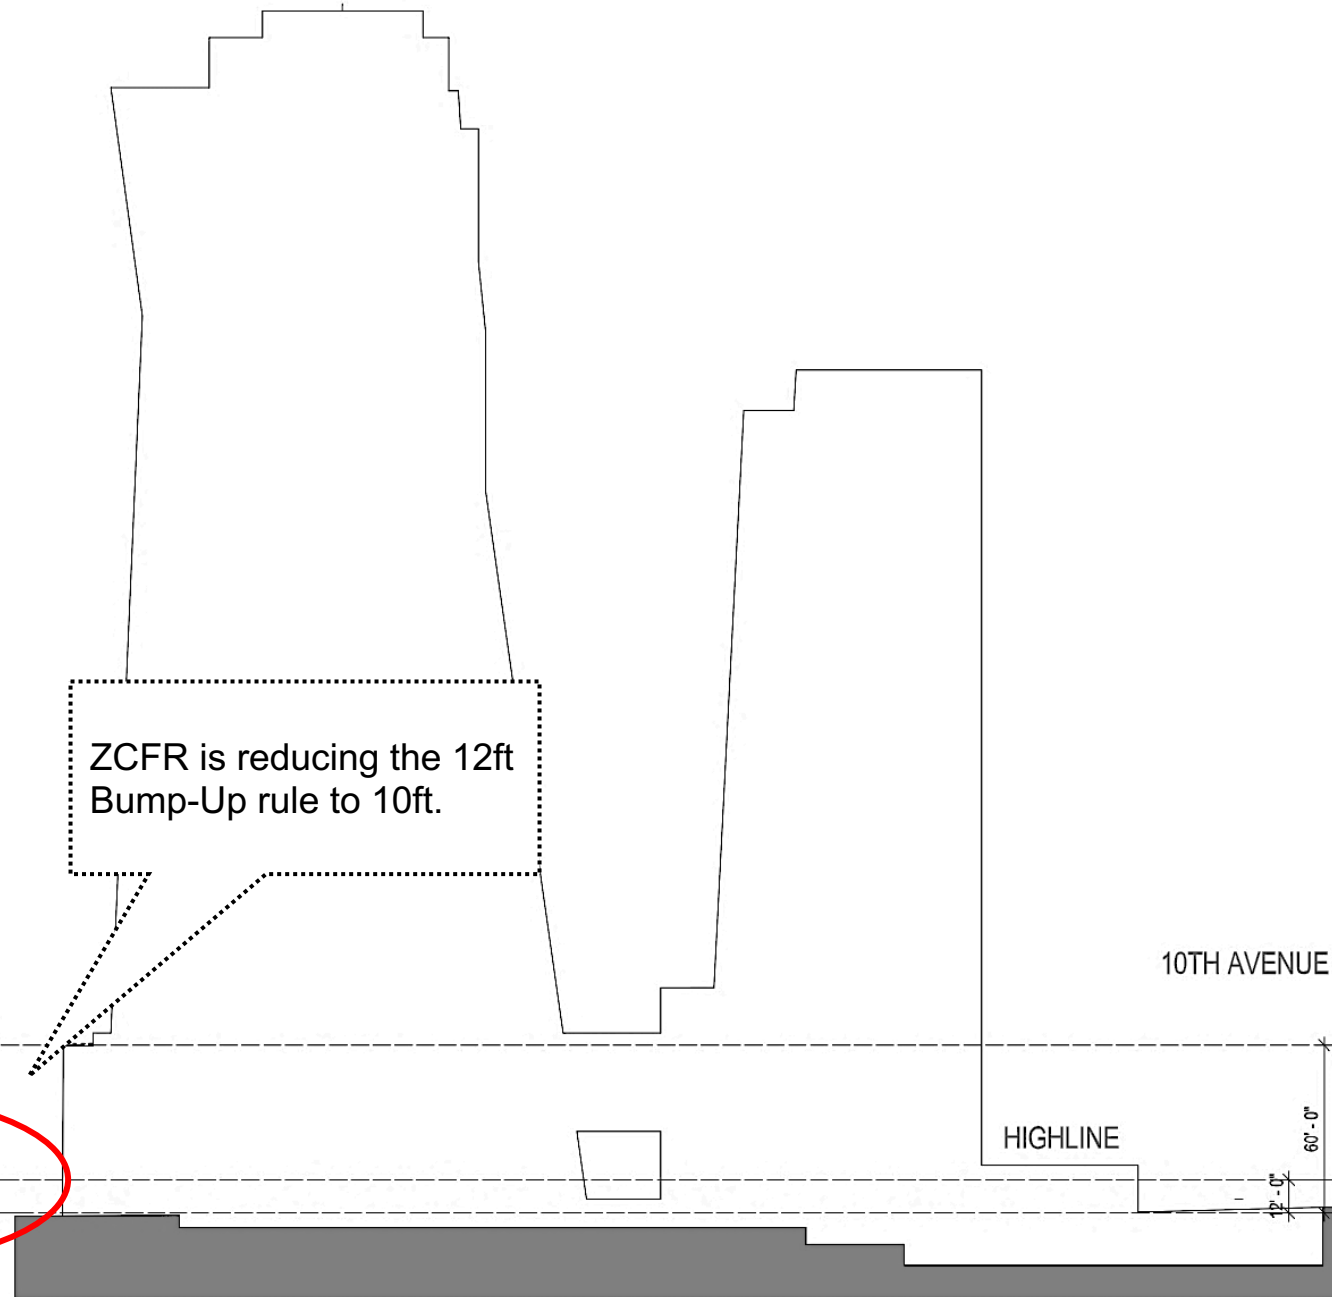 ZCFR is reducing the 12ft
Bump-Up rule to 10ft.
10TH AVENUE
HIGHLINE
60' - 0"
12' - 0"